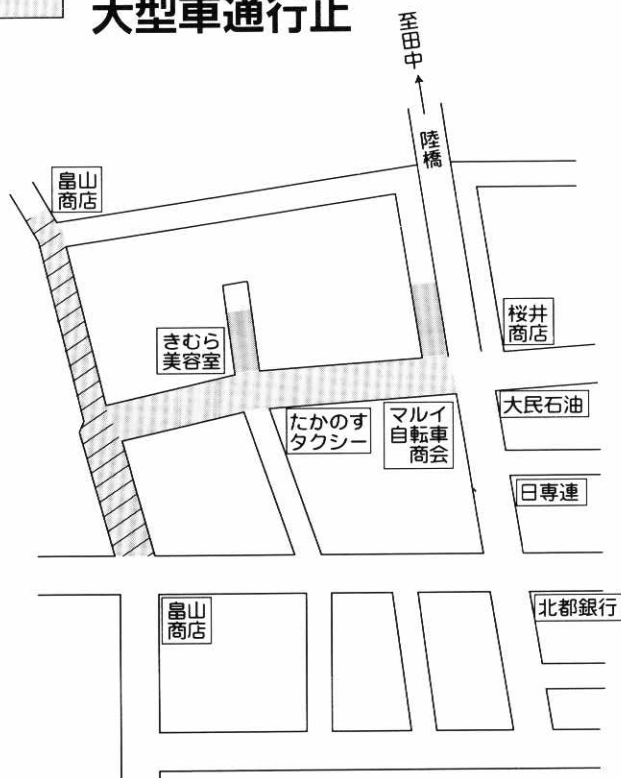 大型車通行止
至田中
陸橋
畠山
商店
桜井
商店
きむら
美容室
大民石油
たかのす
タクシー
マルイ
自転車
商会
日専連
畠山
商店
北都銀行